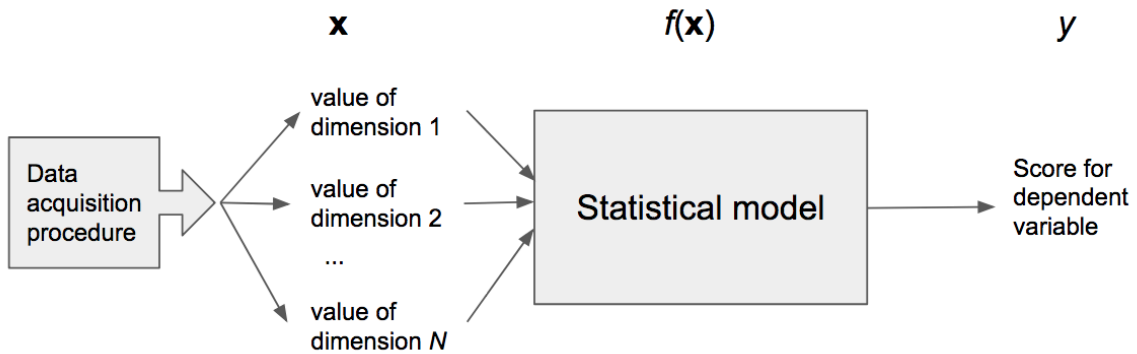 x
f(x)
y
Data
acquisition
procedure
value of
dimension 1
value of
dimension 2
...
value of
dimension N
Statistical model
Score for
dependent
variable